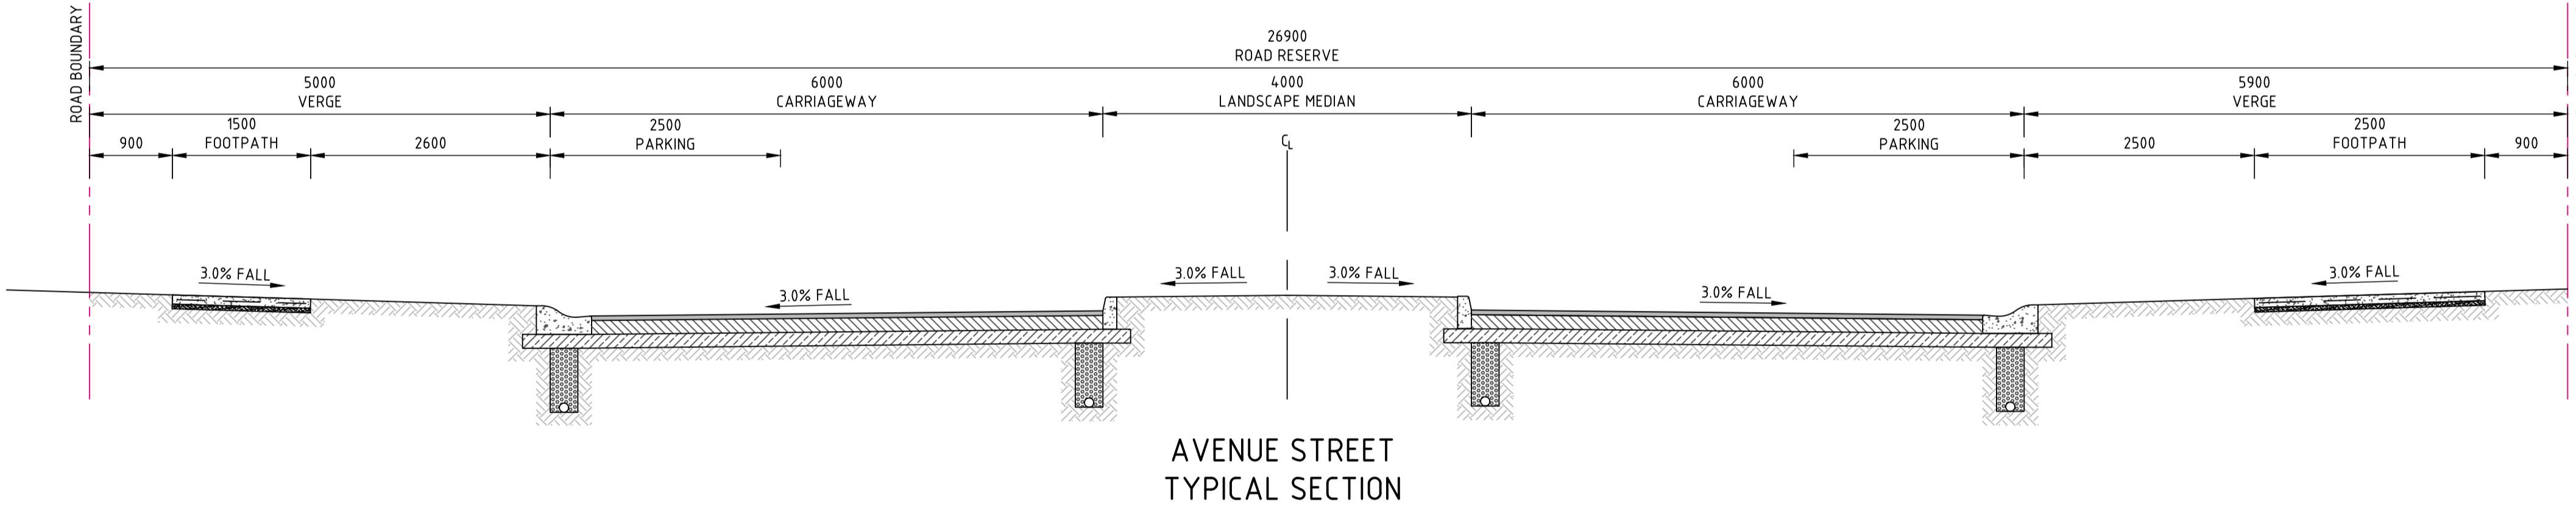 ROAD BOUNDARY
26900
ROAD RESERVE
5000
VERGE
6000
CARRIAGEWAY
4000
LANDSCAPE MEDIAN
6000
CARRIAGEWAY
5900
VERGE
900
1500
FOOTPATH
2600
2500
PARKING
CL
2500
PARKING
2500
2500
FOOTPATH
900
3.0% FALL
3.0% FALL
3.0% FALL
3.0% FALL
3.0% FALL
3.0% FALL
AVENUE STREET
TYPICAL SECTION